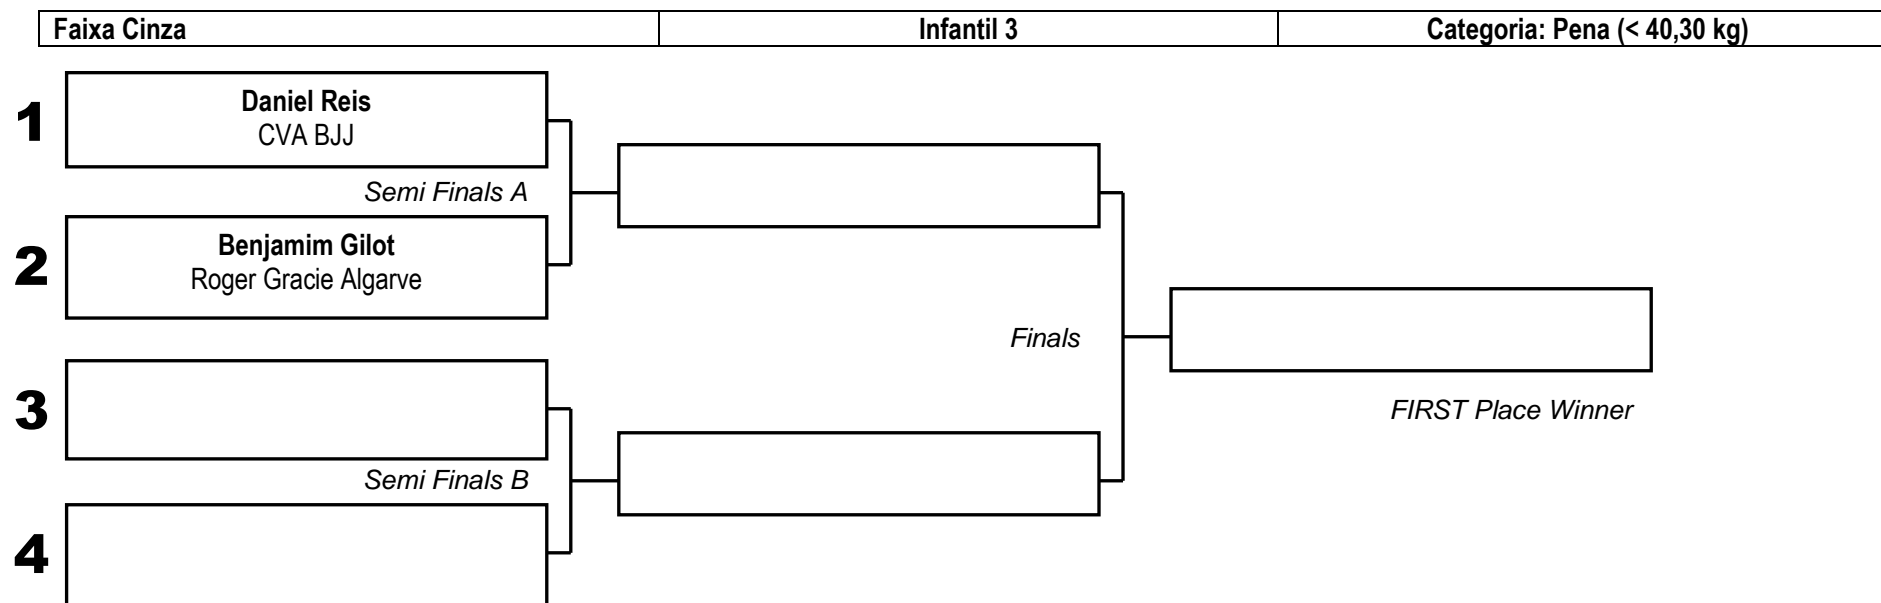 Faixa Cinza Infantil 3 Categoria: Pena (< 40,30 kg)
1
Daniel Reis
CVA BJJ
Semi Finals A
2
Benjamim Gilot
Roger Gracie Algarve
Finals
3
FIRST Place Winner
Semi Finals B
4